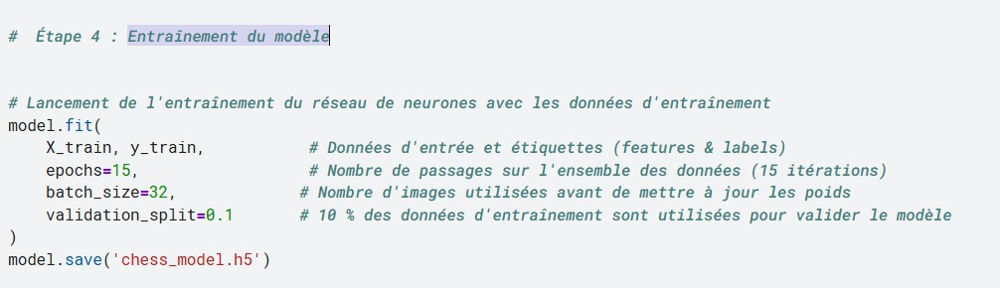 #  Étape 4 : Entraînement du modèle
# Lancement de l'entraînement du réseau de neurones avec les données d'entraînement
model.fit(
    X_train, y_train,           # Données d'entrée et étiquettes (features & labels)
    epochs=15,                  # Nombre de passages sur l'ensemble des données (15 itérations)
    batch_size=32,             # Nombre d'images utilisées avant de mettre à jour les poids
    validation_split=0.1       # 10 % des données d'entraînement sont utilisées pour valider le modèle
)
model.save('chess_model.h5')